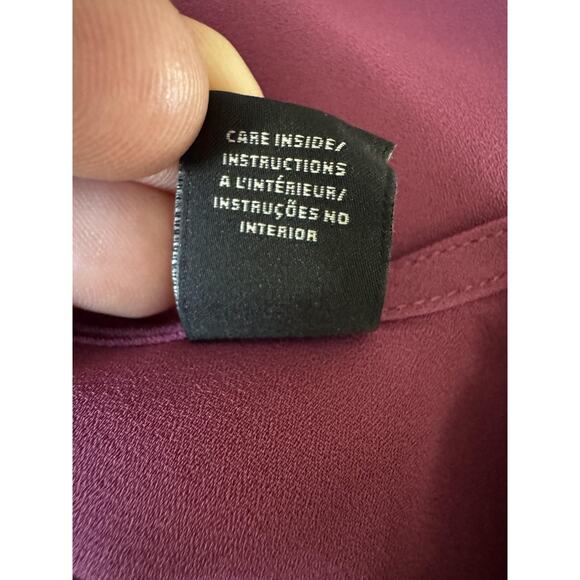 CARE INSIDE/
INSTRUCTIONS
A L'INTÉRIEUR/
INSTRUÇÕES NO
INTERIOR